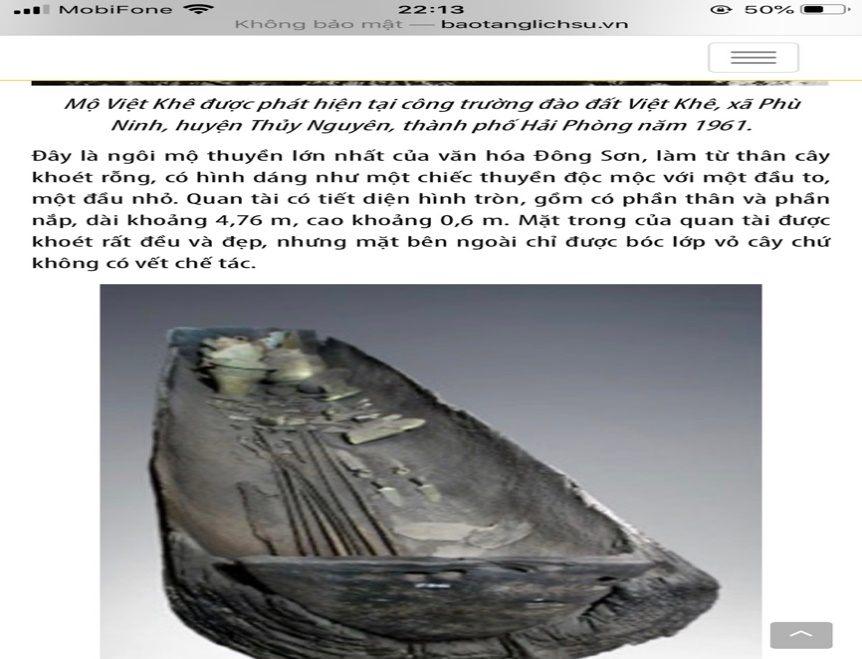 MobiFone 22:13 50%
Không bảo mật — baotanglichsu.vn
Mộ Việt Khê được phát hiện tại công trường đào đất Việt Khê, xã Phù
Ninh, huyện Thủy Nguyên, thành phố Hải Phòng năm 1961.
Đây là ngôi mộ thuyền lớn nhất của văn hóa Đông Sơn, làm từ thân cây
khoét rỗng, có hình dáng như một chiếc thuyền độc mộc với một đầu to,
một đầu nhỏ. Quan tài có tiết diện hình tròn, gồm có phần thân và phần
nắp, dài khoảng 4,76 m, cao khoảng 0,6 m. Mặt trong của quan tài được
khoét rất đều và đẹp, nhưng mặt bên ngoài chỉ được bóc lớp vỏ cây chứ
không có vết chế tác.